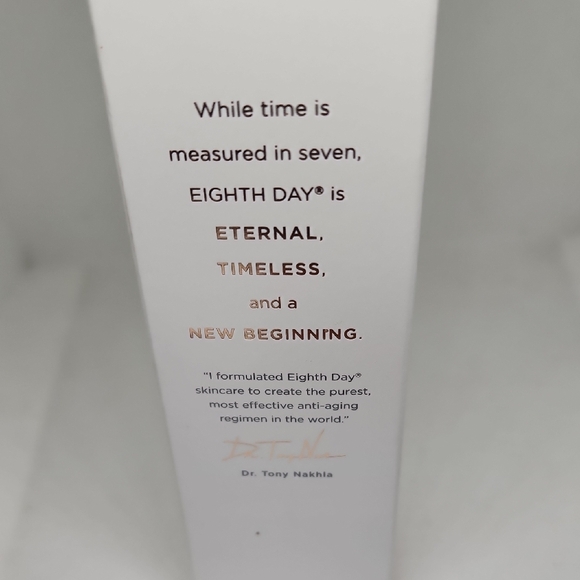 While time is
measured in seven,
EIGHTH DAY® is
ETERNAL,
TIMELESS,
and a
NEW BEGINNING.
"I formulated Eighth Day®
skincare to create the purest,
most effective anti-aging
regimen in the world."
Dr. Tony Nakhla